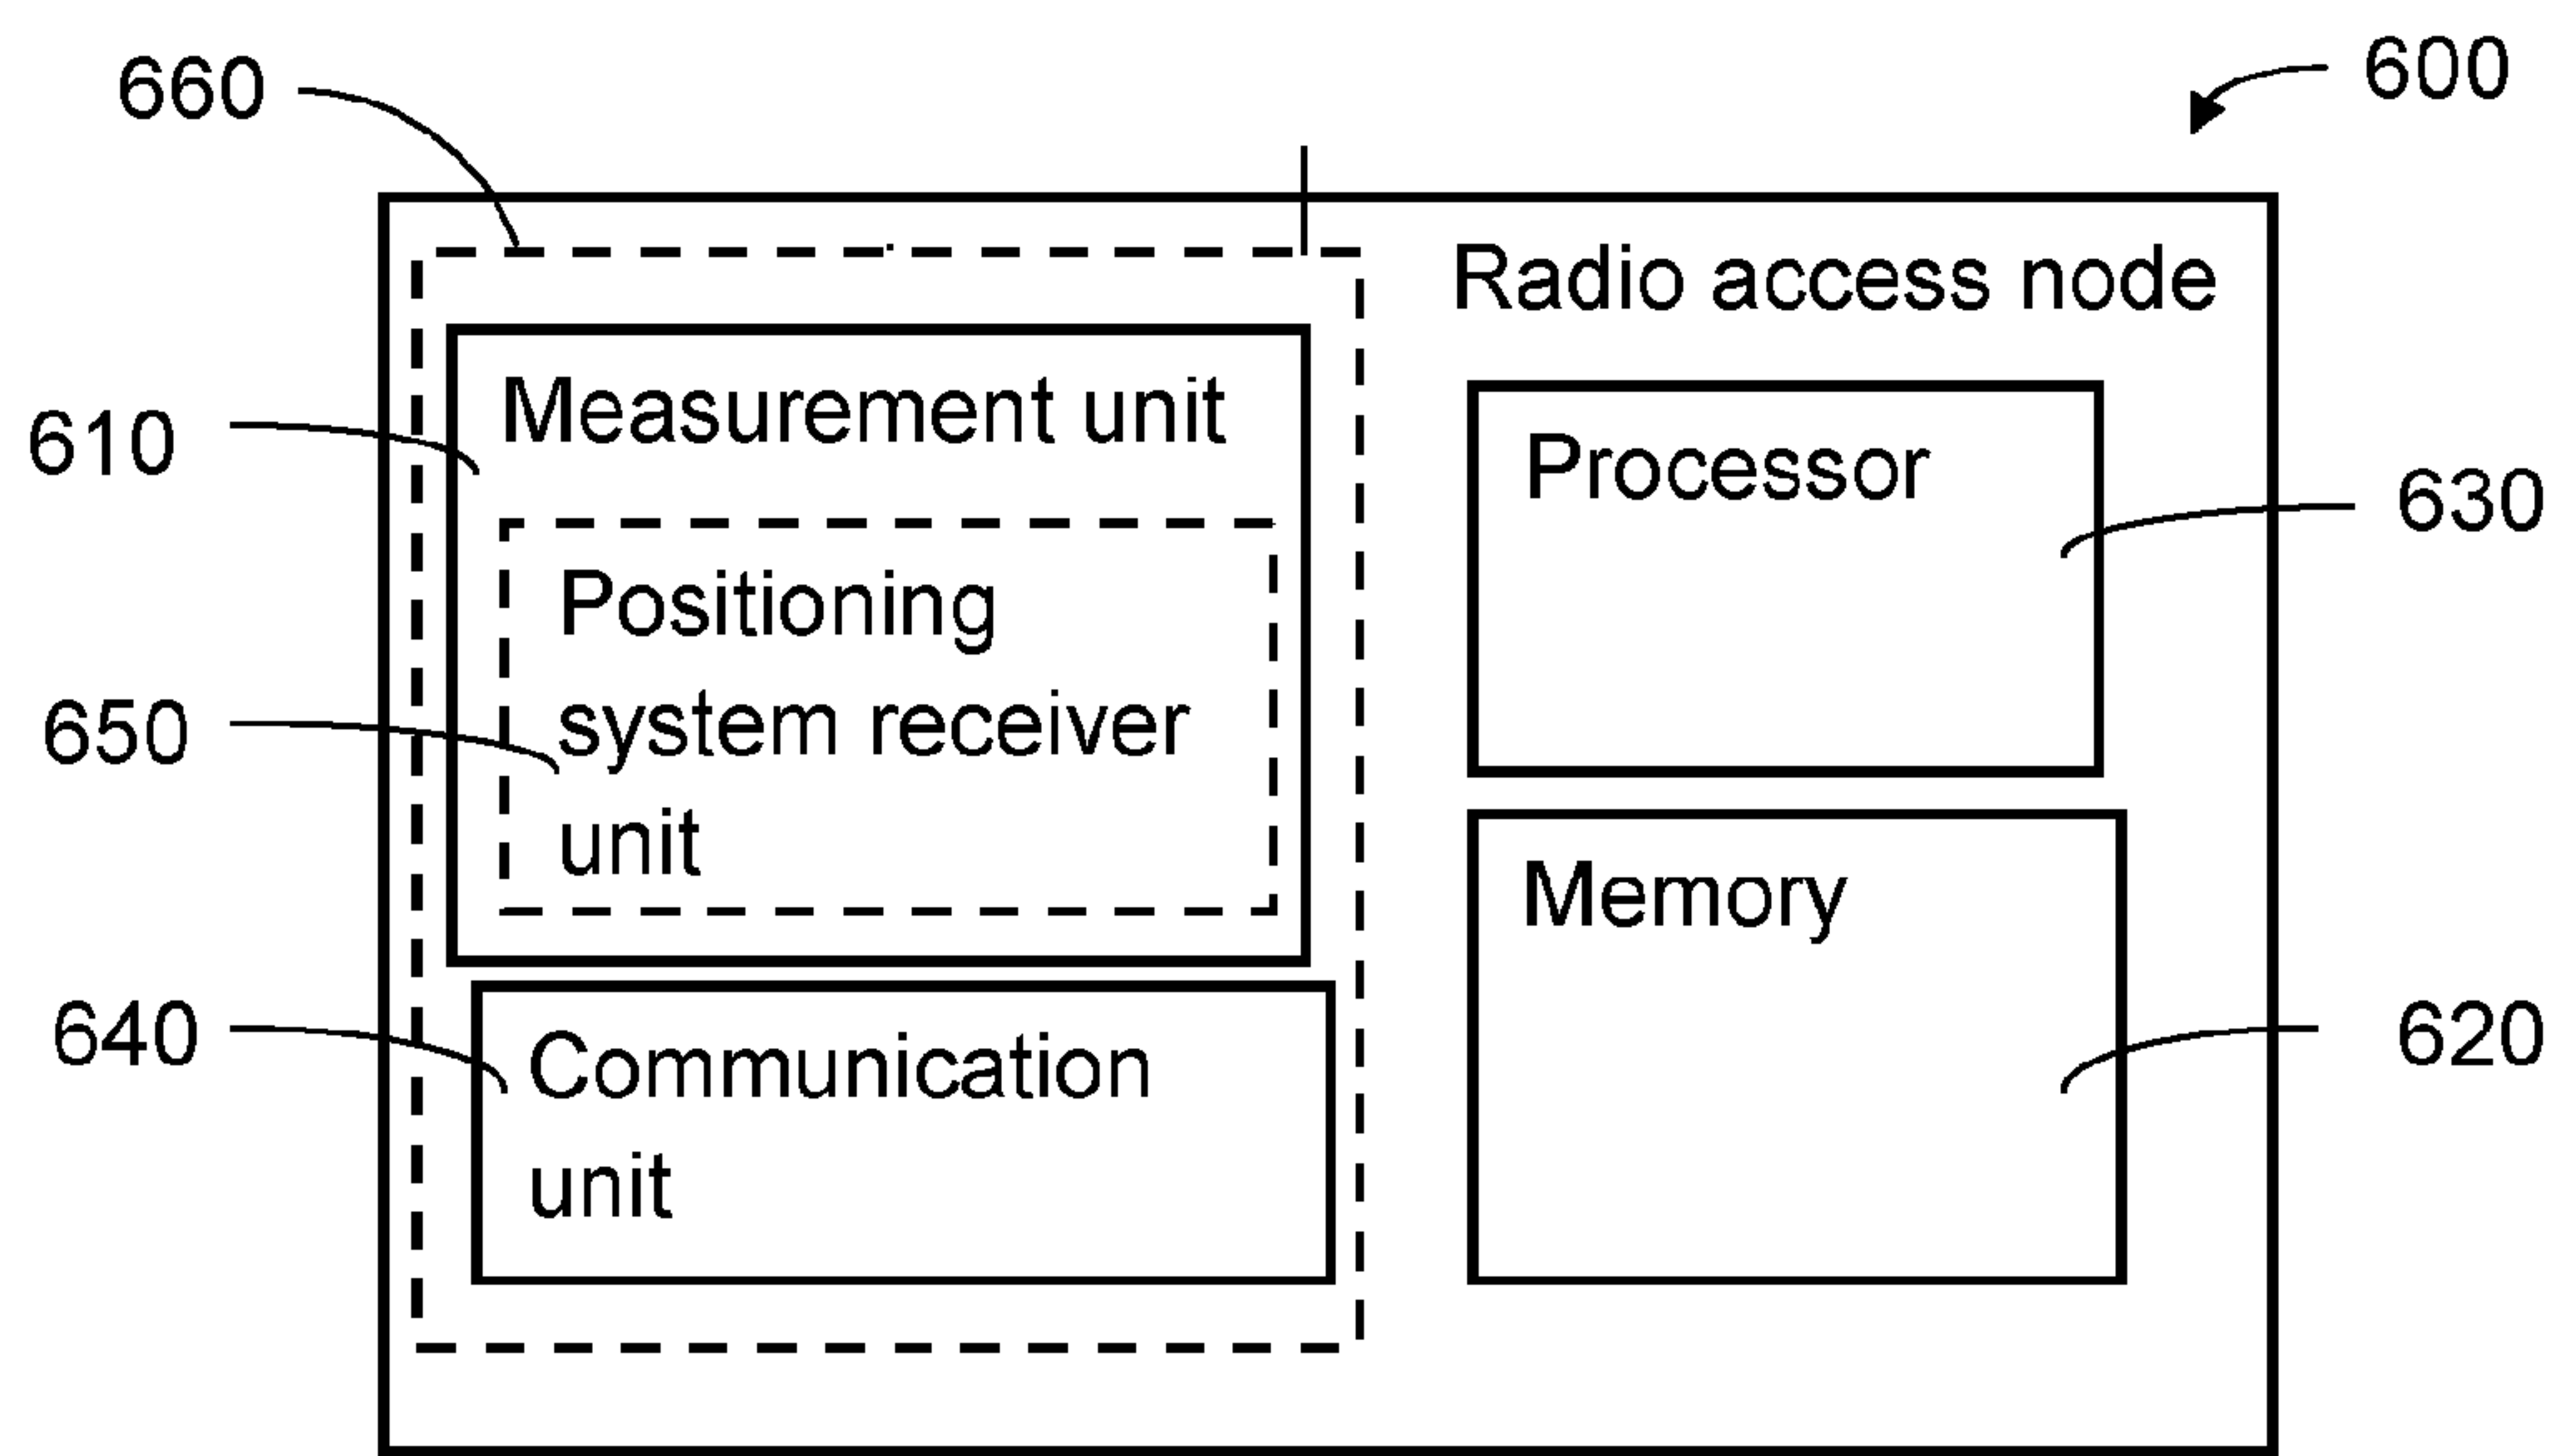 660
600
Radio access node
610
Measurement unit
Processor
630
650
Positioning
system receiver
unit
Memory
640
Communication
unit
620